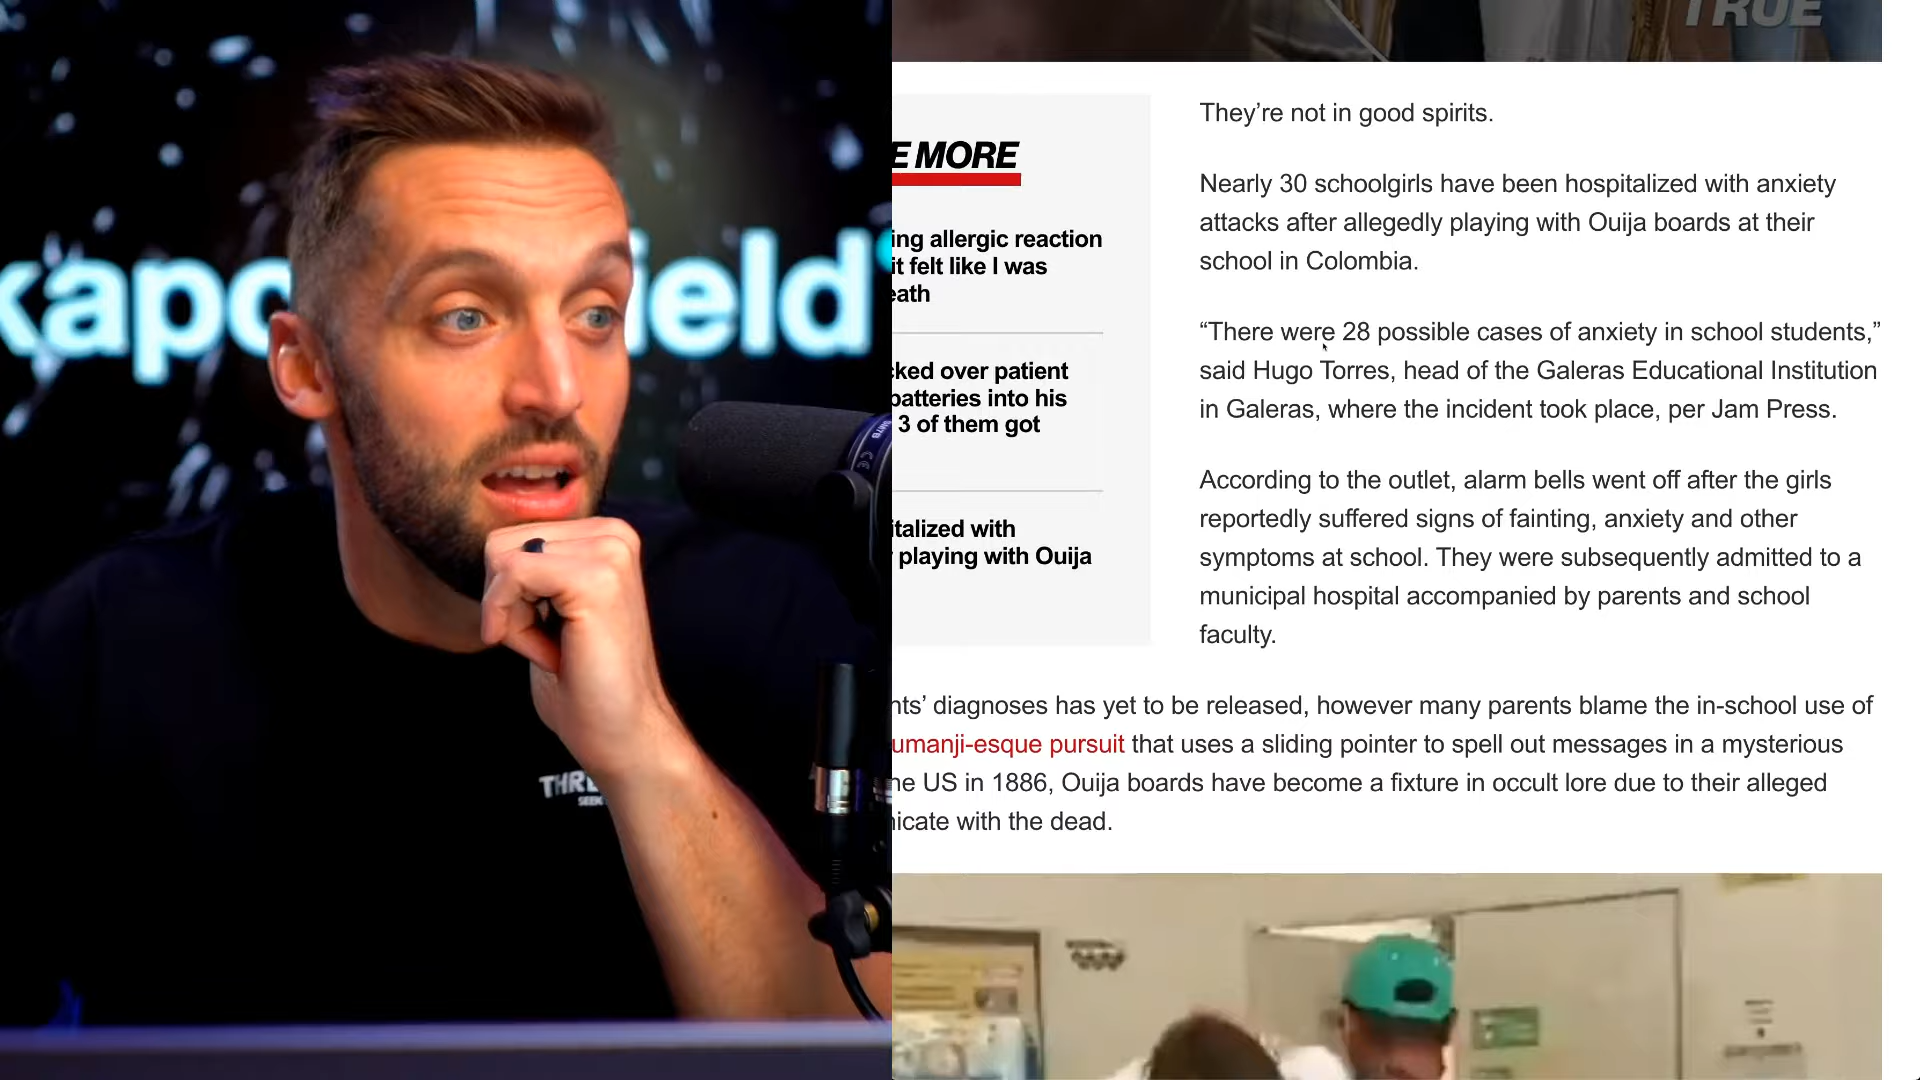 TRUE
kapo ield
THR
SEEK
E MORE
ing allergic reaction
it felt like I was
eath
cked over patient
batteries into his
3 of them got
italized with
playing with Ouija
They’re not in good spirits.
Nearly 30 schoolgirls have been hospitalized with anxiety
attacks after allegedly playing with Ouija boards at their
school in Colombia.
“There were 28 possible cases of anxiety in school students,”
said Hugo Torres, head of the Galeras Educational Institution
in Galeras, where the incident took place, per Jam Press.
According to the outlet, alarm bells went off after the girls
reportedly suffered signs of fainting, anxiety and other
symptoms at school. They were subsequently admitted to a
municipal hospital accompanied by parents and school
faculty.
nts’ diagnoses has yet to be released, however many parents blame the in-school use of
umanji-esque pursuit that uses a sliding pointer to spell out messages in a mysterious
he US in 1886, Ouija boards have become a fixture in occult lore due to their alleged
nicate with the dead.